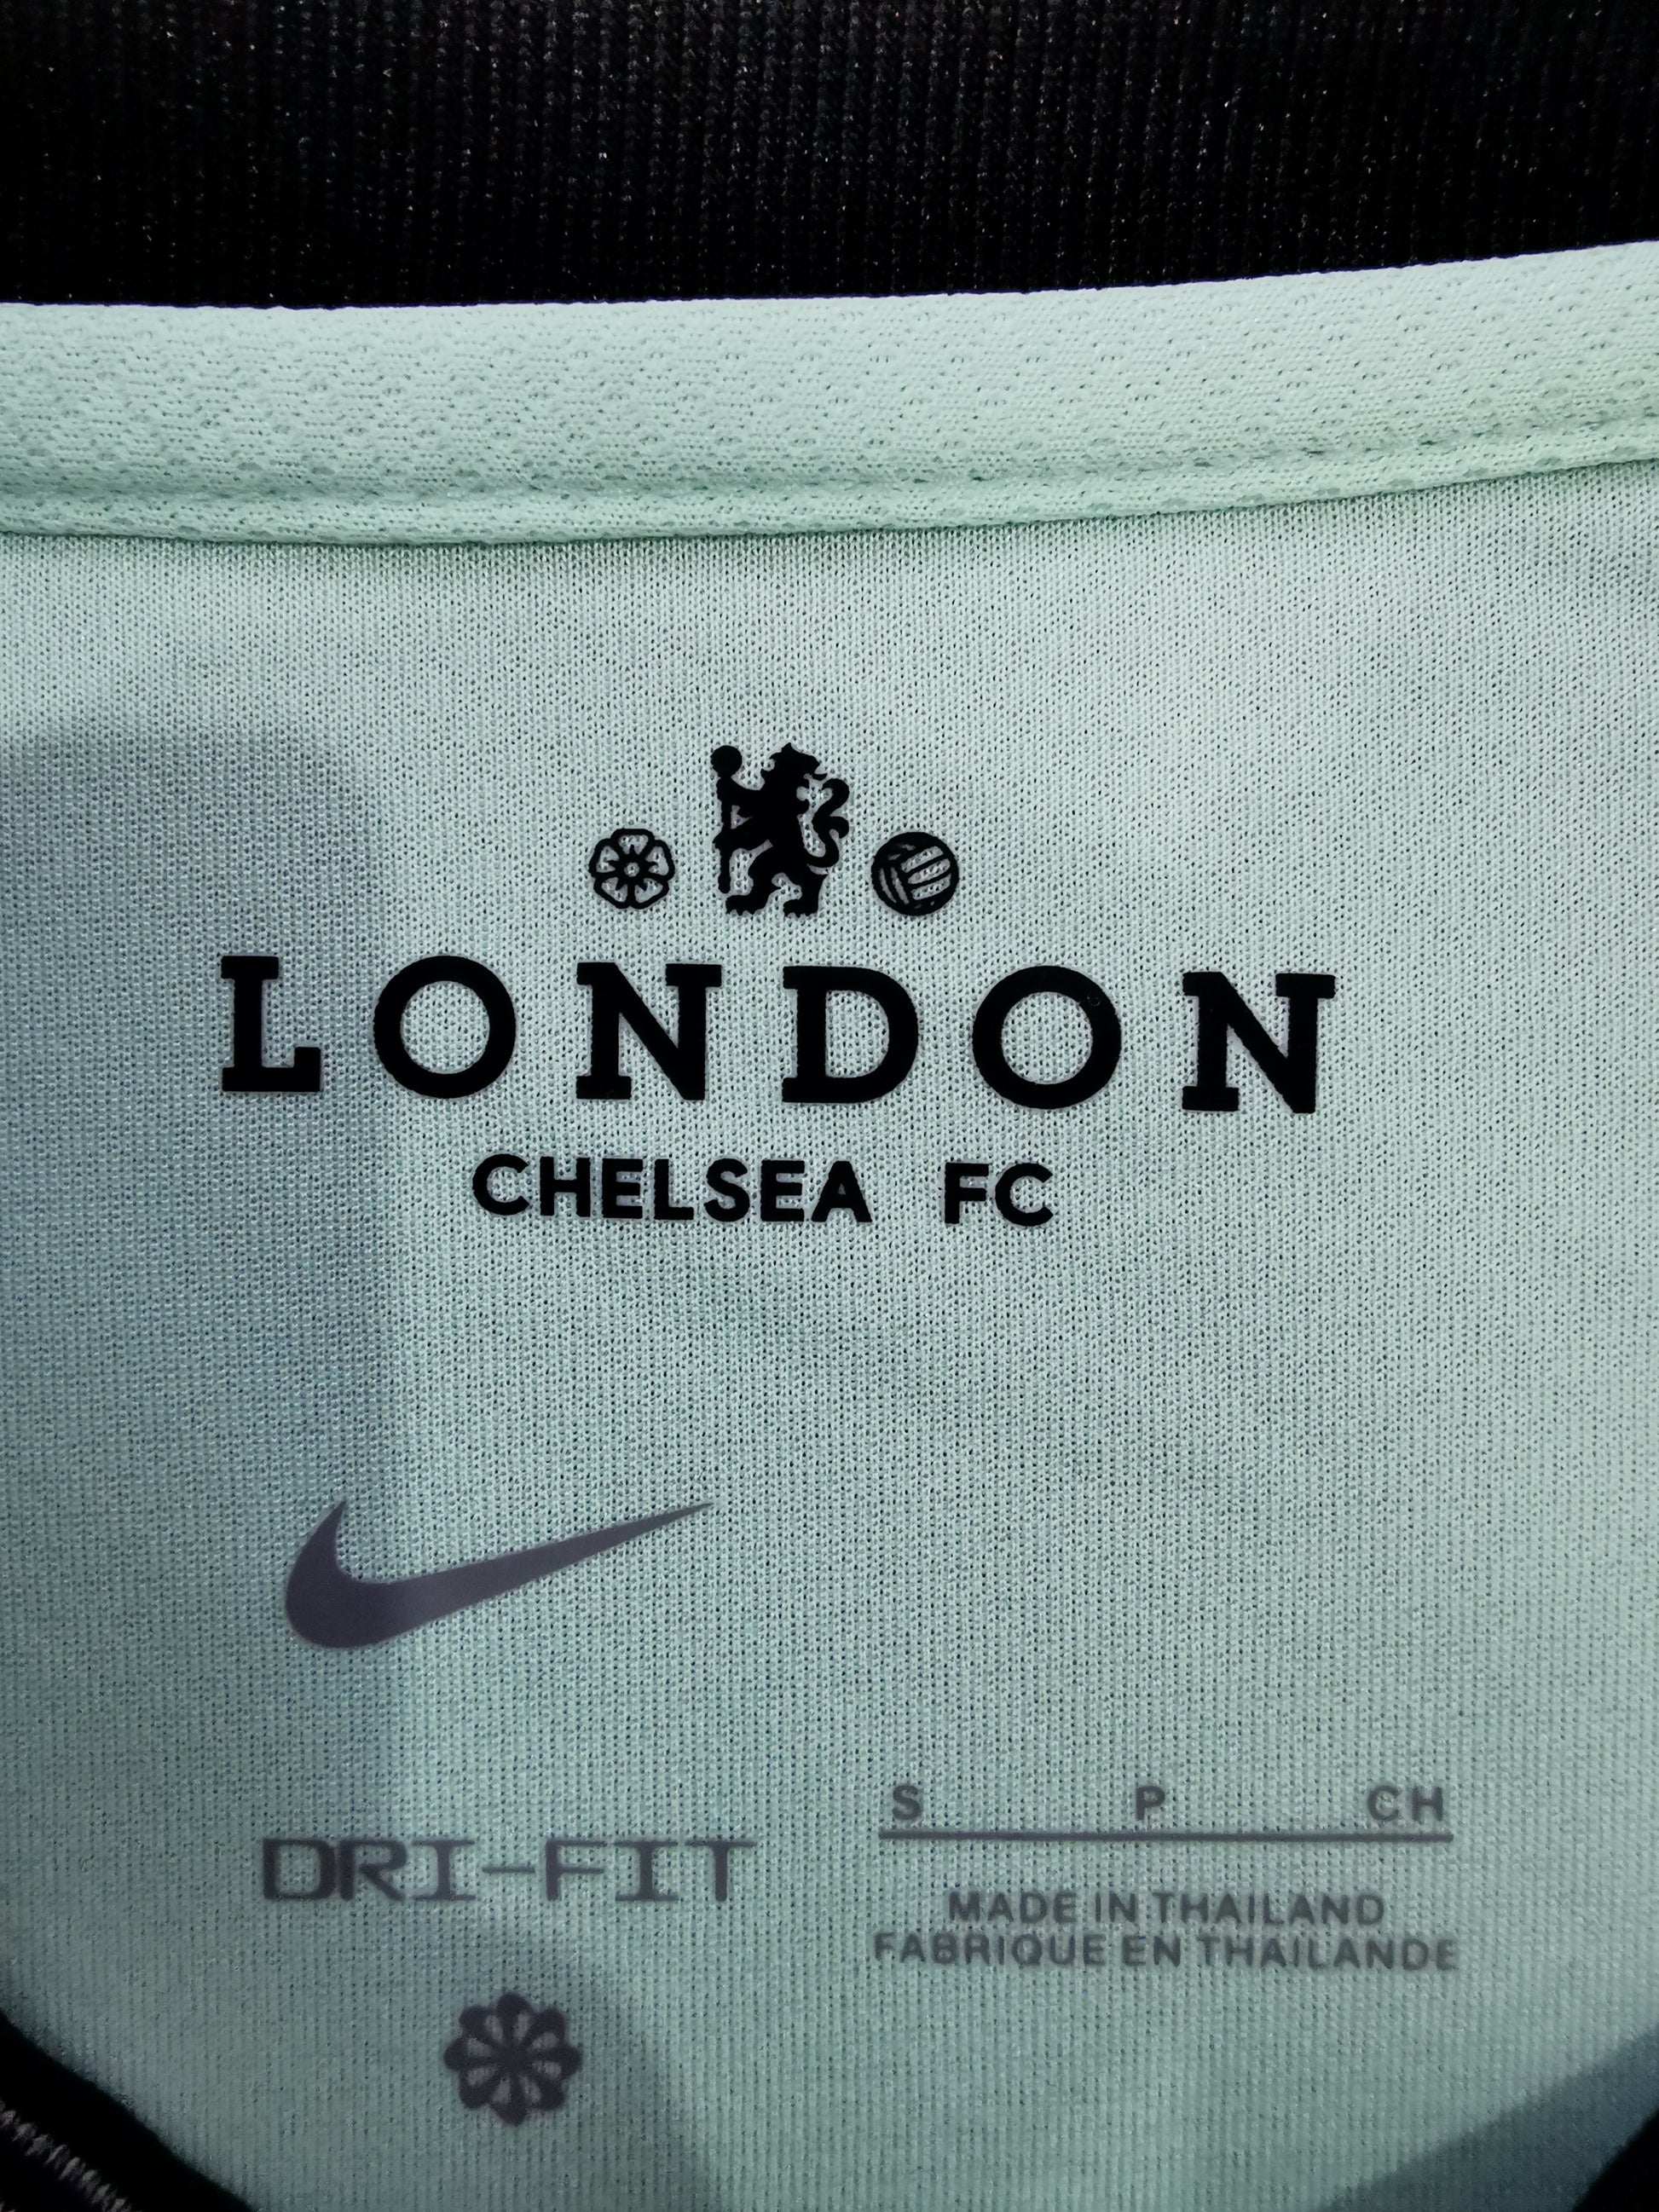 LONDON
CHELSEA FC
DRI-FIT
S P CH
MADE IN THAILAND
FABRIQUE EN THAILANDE